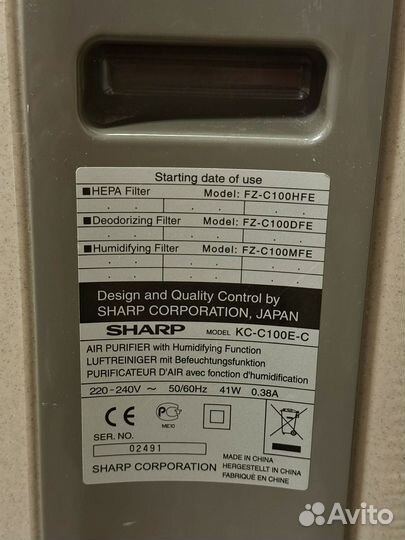 Starting date of use
■HEPA Filter Model: FZ-C100HFE
■Deodorizing Filter Model: FZ-C100DFE
■Humidifying Filter Model: FZ-C100MFE
Design and Quality Control by
SHARP CORPORATION, JAPAN
SHARP MODEL KC-C100E-C
AIR PURIFIER with Humidifying Function
LUFTREINIGER mit Befeuchtungsfunktion
PURIFICATEUR D'AIR avec fonction d'humidification
220-240V ~ 50/60Hz 41W 0.38A
CE PC ME10
SER. NO.
02491
SHARP CORPORATION
MADE IN CHINA
HERGESTELLT IN CHINA
FABRIQUE EN CHINE
Avito